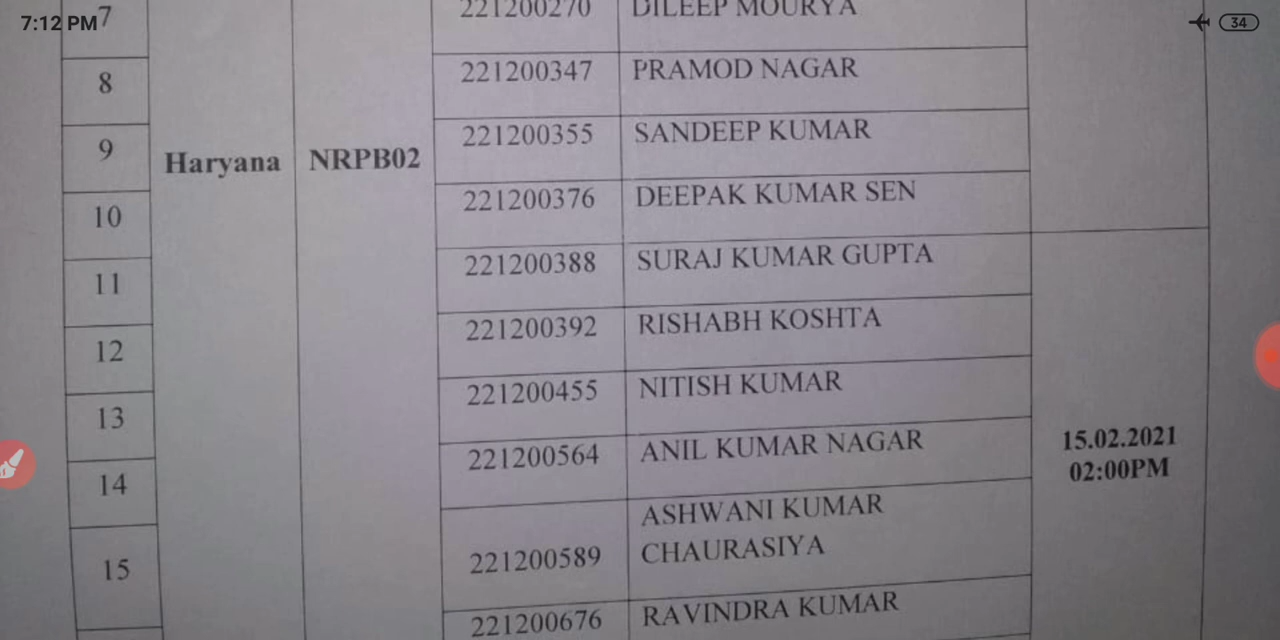 7:12 PM
34
7 221200270 DILEEP MOURYA
8 221200347 PRAMOD NAGAR
9 221200355 SANDEEP KUMAR
Haryana NRPB02
10 221200376 DEEPAK KUMAR SEN
11 221200388 SURAJ KUMAR GUPTA
12 221200392 RISHABH KOSHTA
13 221200455 NITISH KUMAR
14 221200564 ANIL KUMAR NAGAR
15.02.2021
02:00PM
15 221200589 ASHWANI KUMAR
CHAURASIYA
221200676 RAVINDRA KUMAR